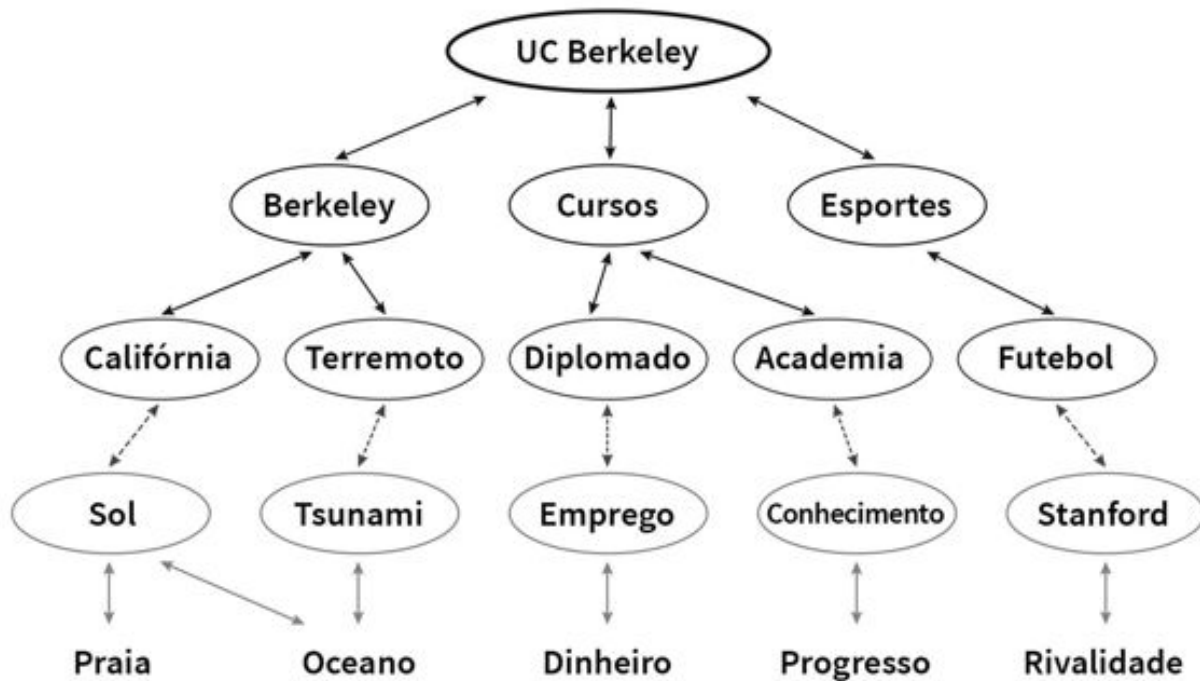 UC Berkeley
Berkeley
Cursos
Esportes
Califórnia
Terremoto
Diplomado
Academia
Futebol
Sol
Tsunami
Emprego
Conhecimento
Stanford
Praia
Oceano
Dinheiro
Progresso
Rivalidade